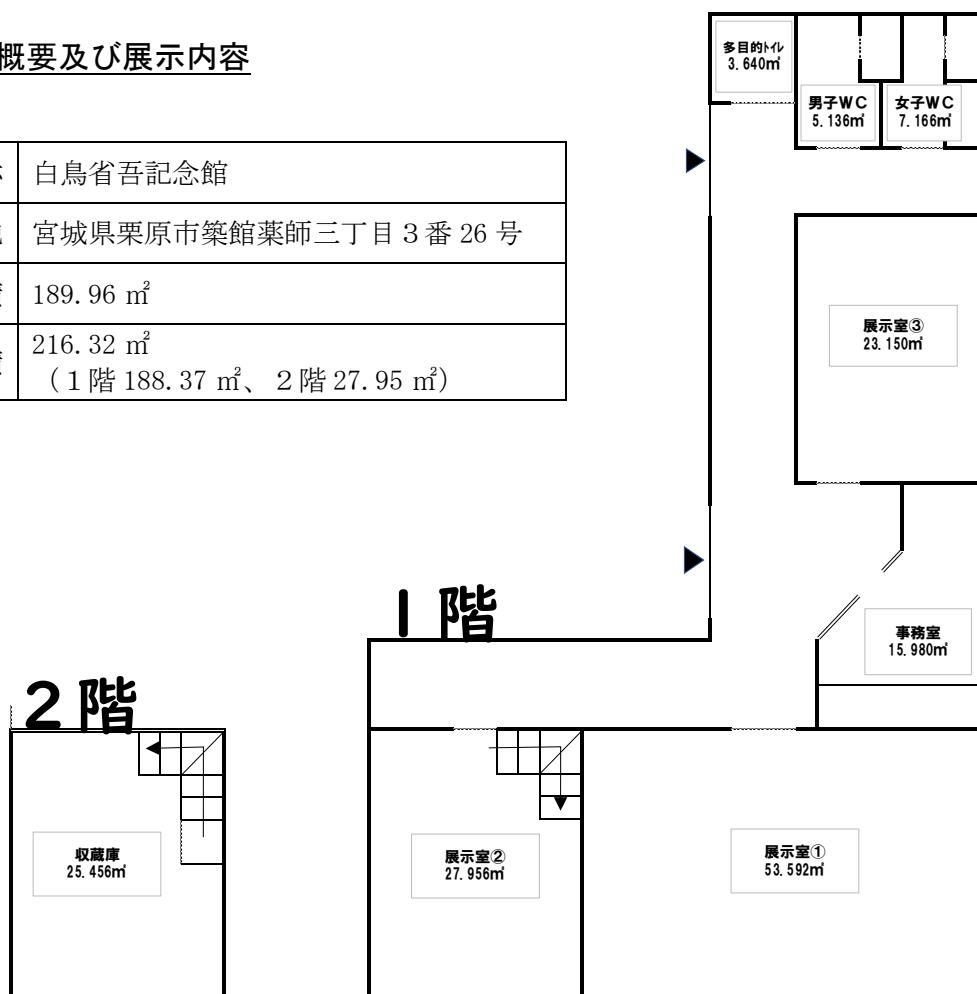 概要及び展示内容
白鳥省吾記念館
宮城県栗原市築館薬師三丁目３番 26 号
189.96 ㎡
216.32 ㎡
（１階 188.37 ㎡、２階 27.95 ㎡）
多目的ﾄｲﾚ
3.640㎡
男子ＷＣ
5.136㎡
女子ＷＣ
7.166㎡
展示室③
23.150㎡
１階
事務室
15.980㎡
２階
収蔵庫
25.456㎡
展示室②
27.956㎡
展示室①
53.592㎡